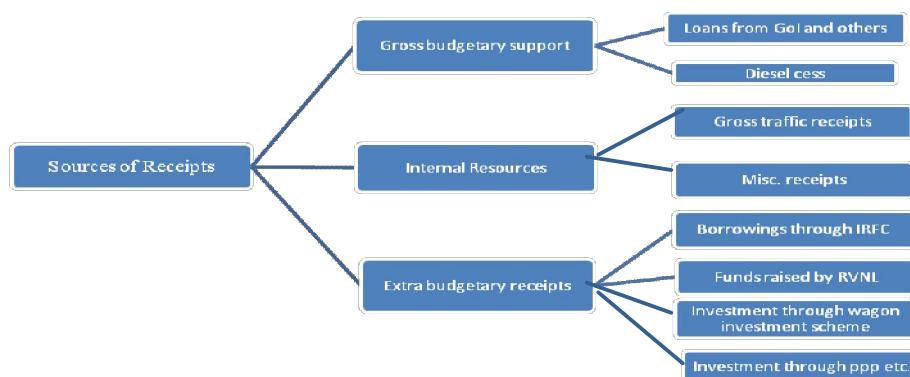 Sources of Receipts
Gross budgetary support
Loans from GoI and others
Diesel cess
Internal Resources
Gross traffic receipts
Misc. receipts
Extra budgetary receipts
Borrowings through IRFC
Funds raised by RVNL
Investment through wagon
investment scheme
Investment through ppp etc.